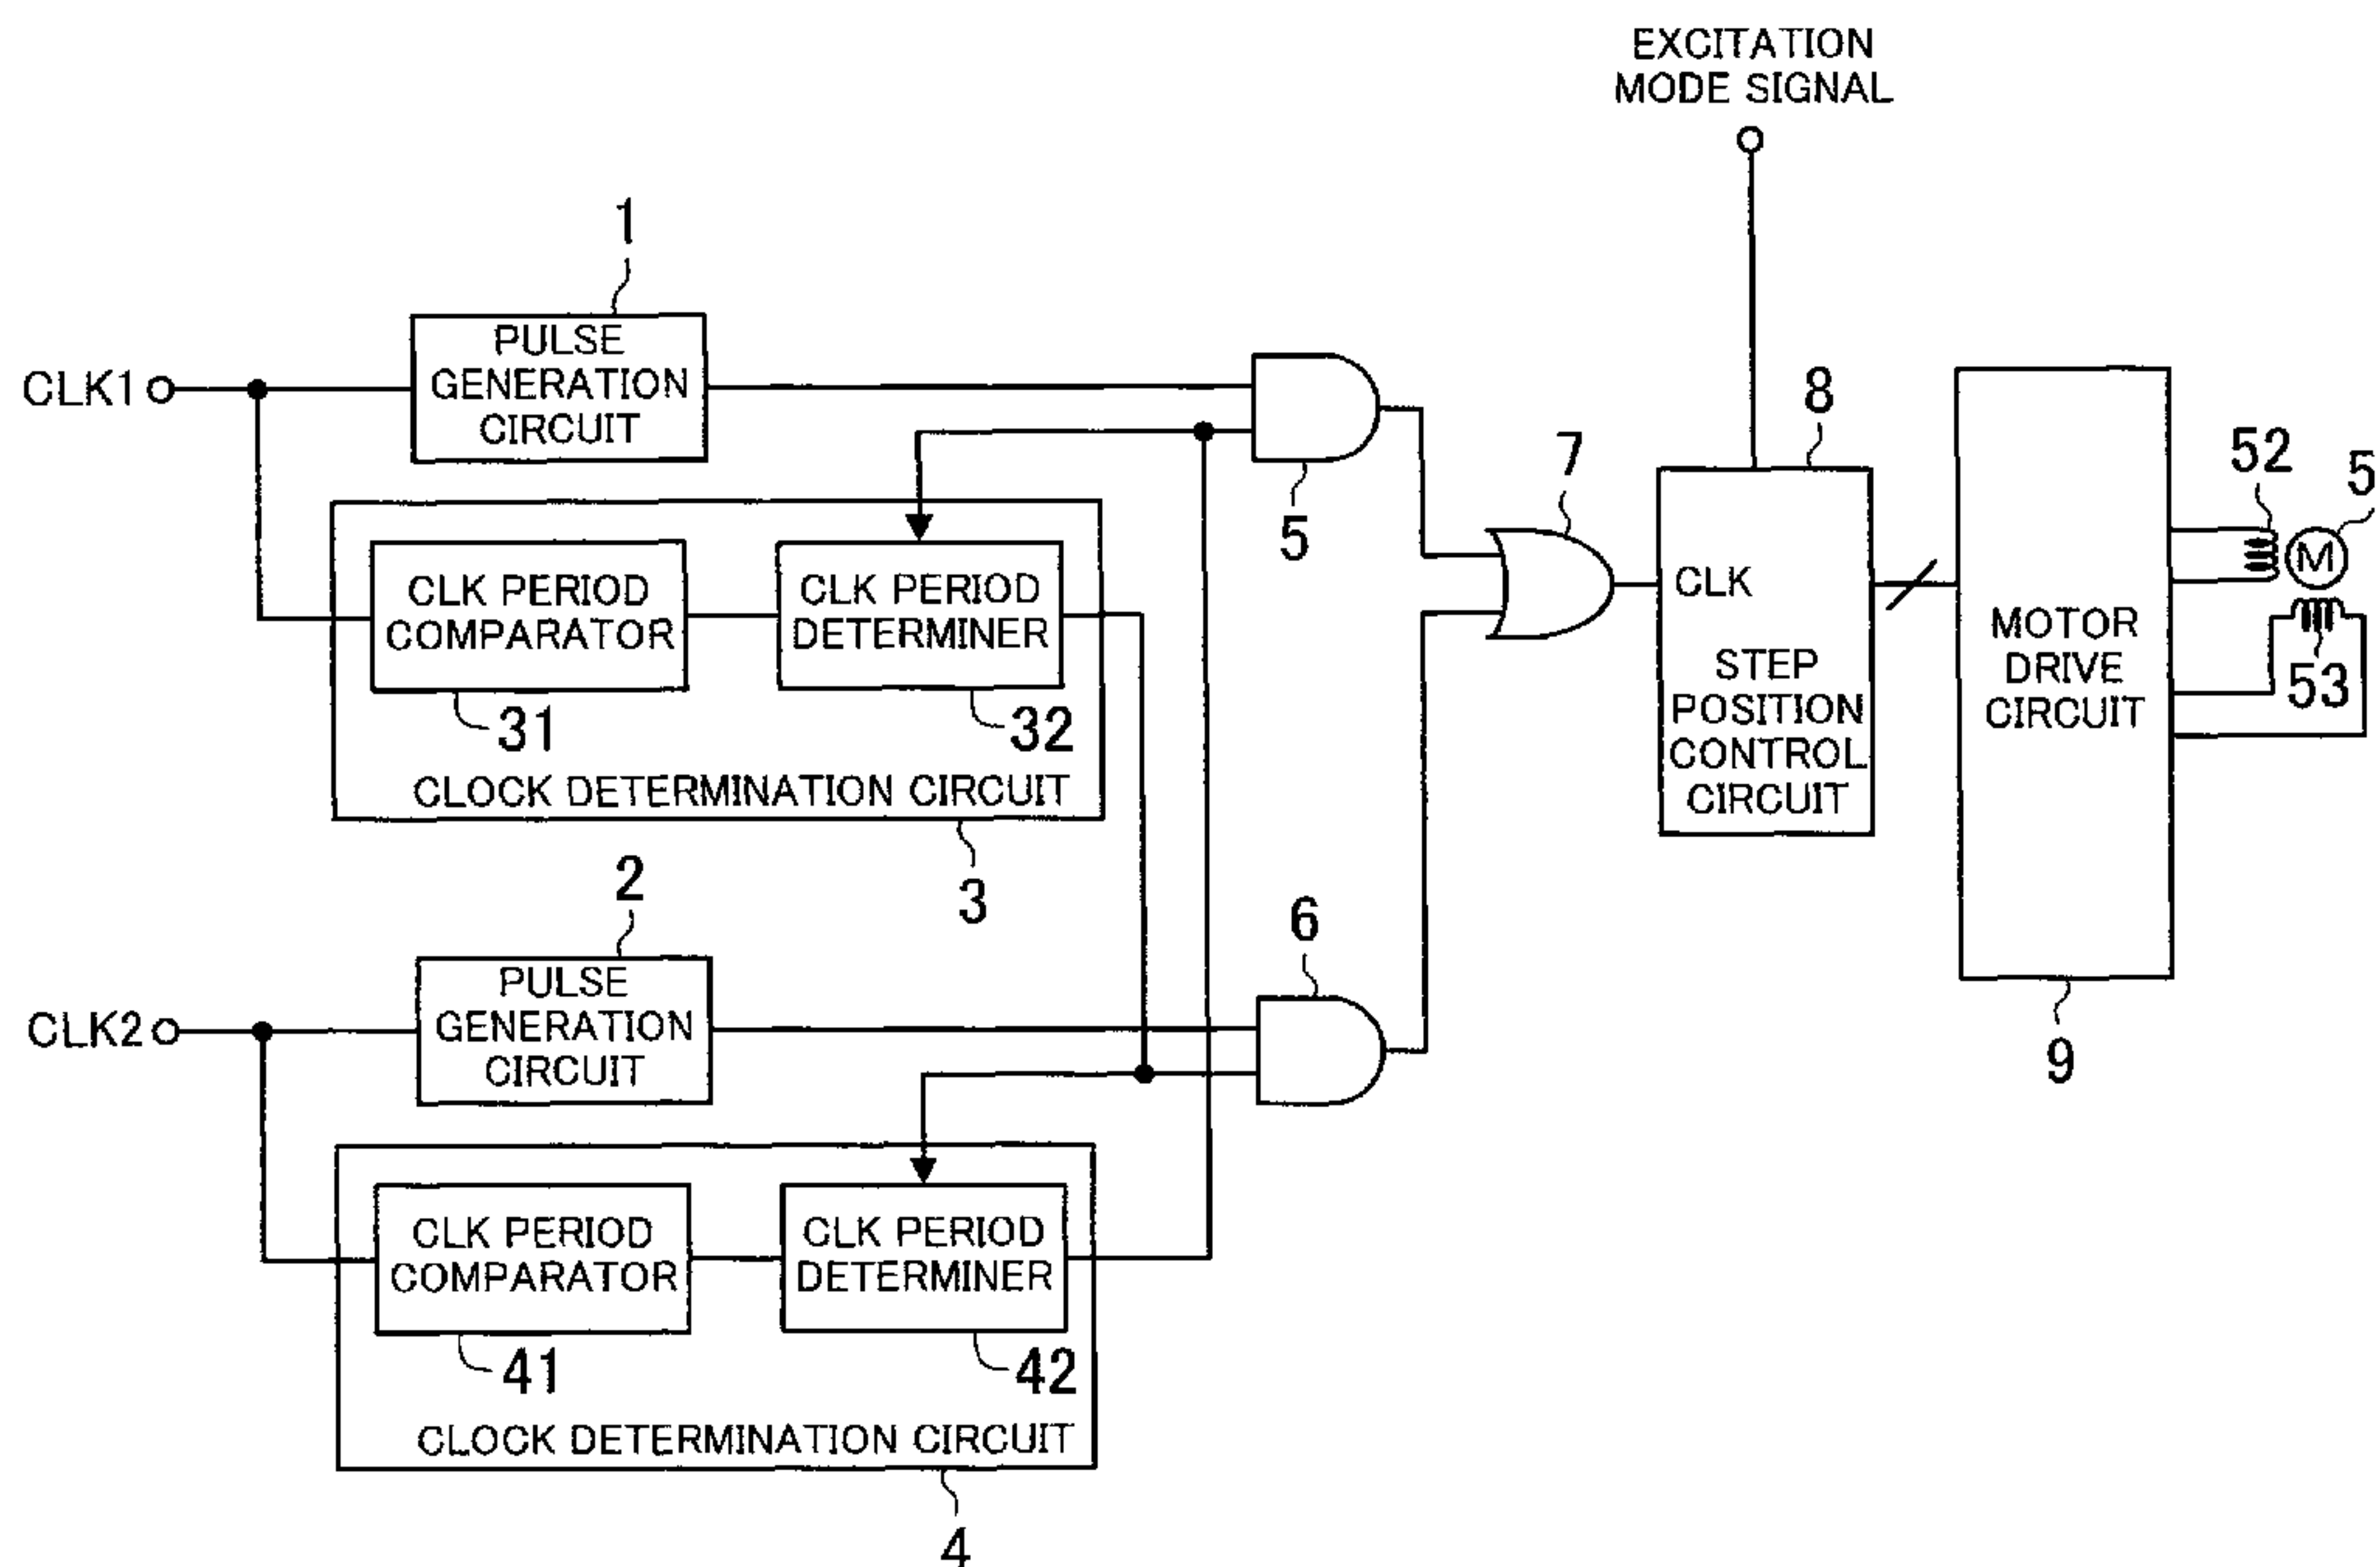 EXCITATION
MODE SIGNAL
1
PULSE
GENERATION
CIRCUIT
CLK1
5
7
8
52
5
M
CLK PERIOD
COMPARATOR
31
CLK PERIOD
DETERMINER
32
CLOCK DETERMINATION CIRCUIT
3
CLK
STEP
POSITION
CONTROL
CIRCUIT
MOTOR
DRIVE
CIRCUIT
53
9
2
PULSE
GENERATION
CIRCUIT
CLK2
6
CLK PERIOD
COMPARATOR
41
CLK PERIOD
DETERMINER
42
CLOCK DETERMINATION CIRCUIT
4